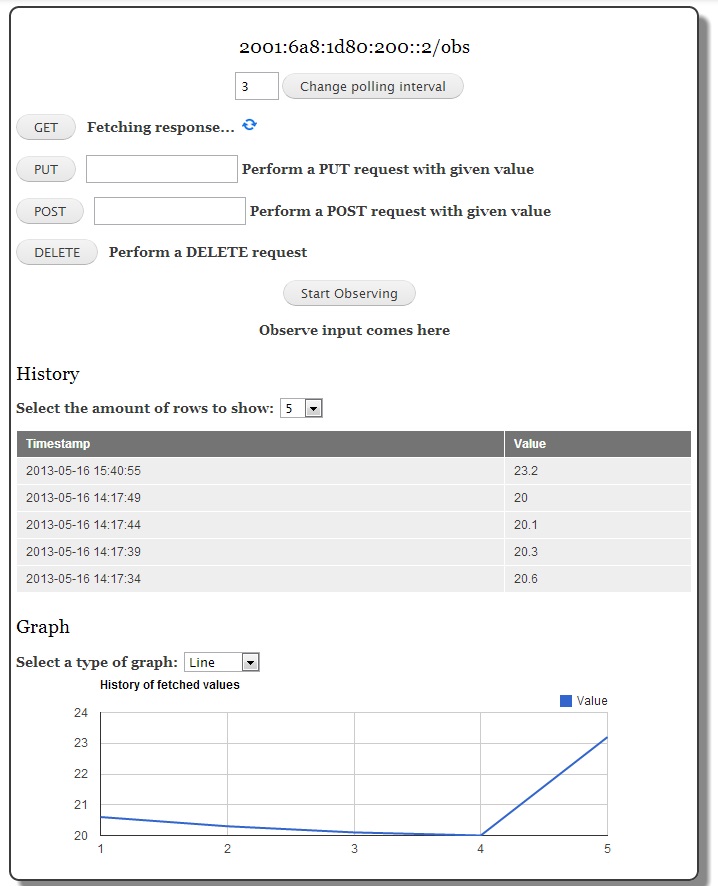 2001:6a8:1d80:200::2/obs
3 Change polling interval
GET Fetching response...
PUT Perform a PUT request with given value
POST Perform a POST request with given value
DELETE Perform a DELETE request
Start Observing
Observe input comes here
History
Select the amount of rows to show: 5
Timestamp Value
2013-05-16 15:40:55 23.2
2013-05-16 14:17:49 20
2013-05-16 14:17:44 20.1
2013-05-16 14:17:39 20.3
2013-05-16 14:17:34 20.6
Graph
Select a type of graph: Line
History of fetched values
Value
24
23
22
21
20
1 2 3 4 5